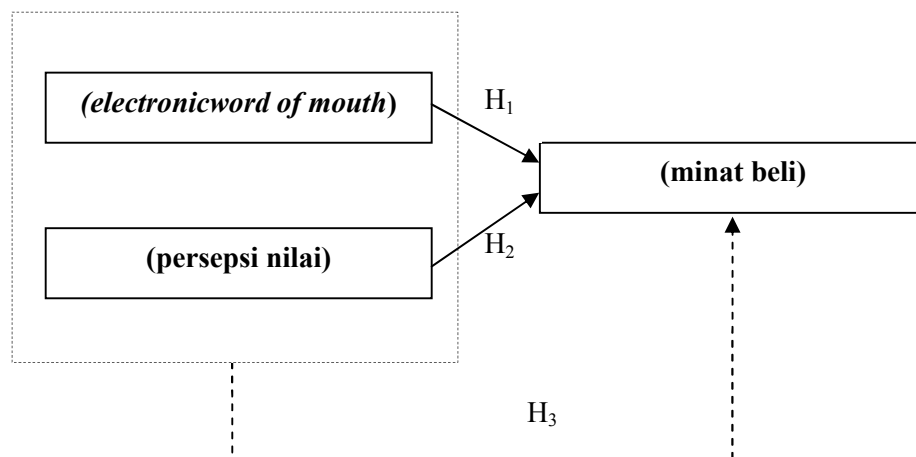 (electronicword of mouth)
H₁
(minat beli)
(persepsi nilai)
H₂
H₃